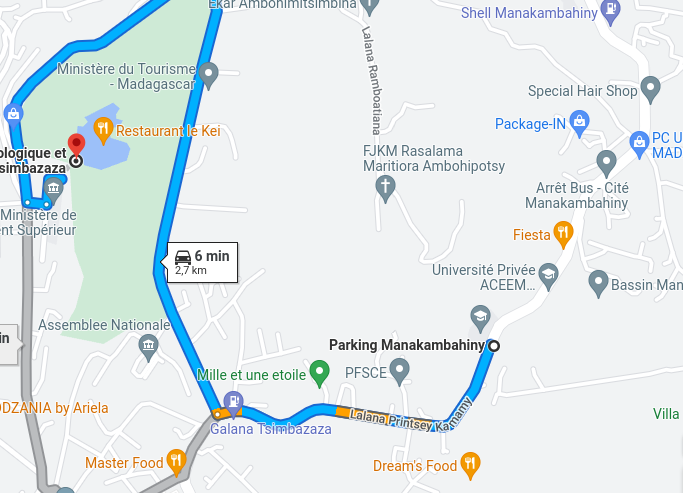 Ekar Ambohimitsimbina
Shell Manakambahiny
Lalana Ramboatiana
Ministère du Tourisme
- Madagascar
Special Hair Shop
Package-IN
Restaurant le Kei
PC U
MAD
ologique et
simbazaza
FJKM Rasalama
Maritiora Ambohipotsy
Arrêt Bus - Cité
Manakambahiny
Ministère de
ent Supérieur
Fiesta
6 min
2,7 km
Université Privée
ACEEM...
Bassin Man
Assemblee Nationale
in
Parking Manakambahiny
Mille et une etoile
PFSCE
DZANIA by Ariela
Lalana Printsey Kamamy
Villa
Galana Tsimbazaza
Master Food
Dream's Food